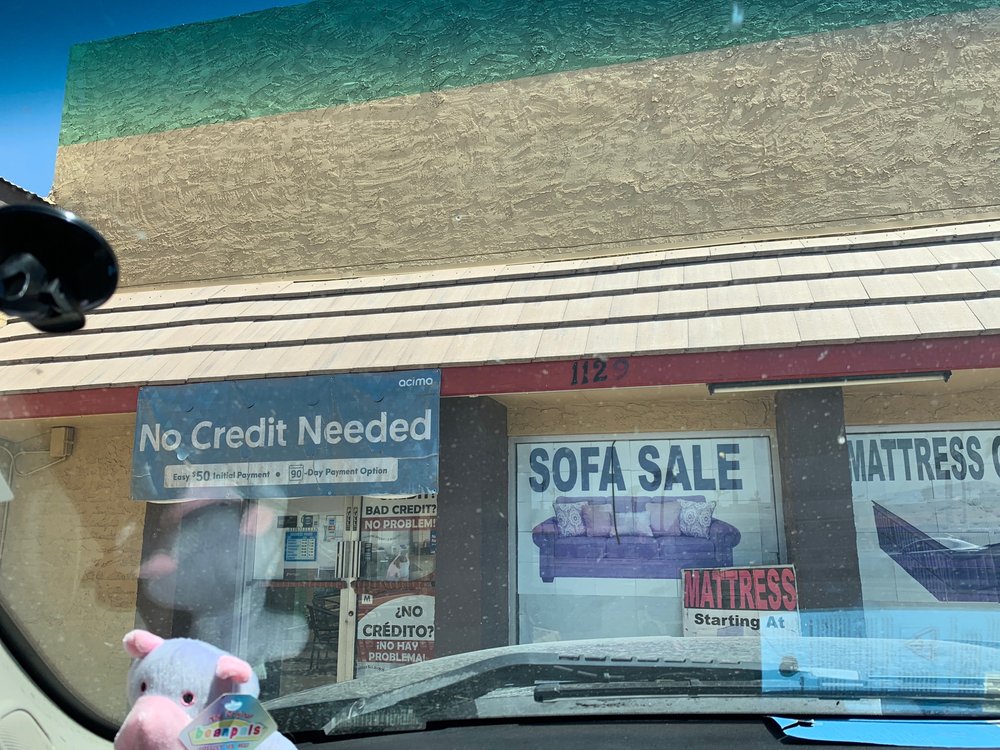 1129
acima
No Credit Needed
Easy $50 Initial Payment • 90-Day Payment Option
BAD CREDIT?
NO PROBLEM!
¿NO
CRÉDITO?
¡NO HAY
PROBLEMA!
SOFA SALE
MATTRESS
Starting At
MATTRESS
beanpals